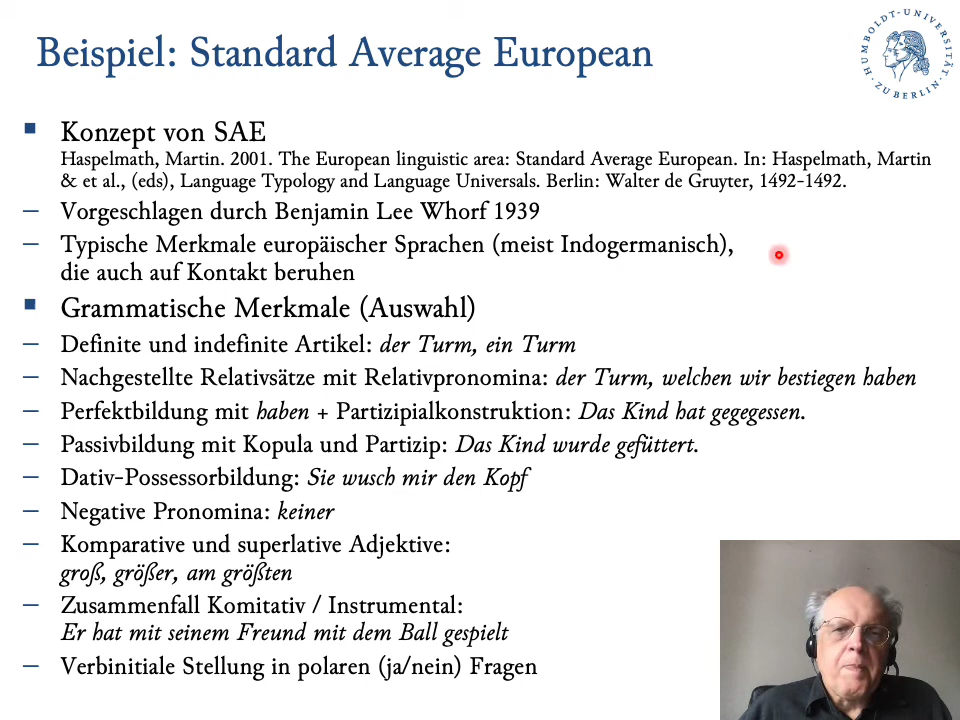 Beispiel: Standard Average European
HUMBOLDT-UNIVERSITÄT
ZU BERLIN
Konzept von SAE
Haspelmath, Martin. 2001. The European linguistic area: Standard Average European. In: Haspelmath, Martin
& et al., (eds), Language Typology and Language Universals. Berlin: Walter de Gruyter, 1492-1492.
– Vorgeschlagen durch Benjamin Lee Whorf 1939
– Typische Merkmale europäischer Sprachen (meist Indogermanisch),
die auch auf Kontakt beruhen
Grammatische Merkmale (Auswahl)
– Definite und indefinite Artikel: der Turm, ein Turm
– Nachgestellte Relativsätze mit Relativpronomina: der Turm, welchen wir bestiegen haben
– Perfektbildung mit haben + Partizipialkonstruktion: Das Kind hat gegegessen.
– Passivbildung mit Kopula und Partizip: Das Kind wurde gefüttert.
– Dativ-Possessorbildung: Sie wusch mir den Kopf
– Negative Pronomina: keiner
– Komparative und superlative Adjektive:
groß, größer, am größten
– Zusammenfall Komitativ / Instrumental:
Er hat mit seinem Freund mit dem Ball gespielt
– Verbinitiale Stellung in polaren (ja/nein) Fragen